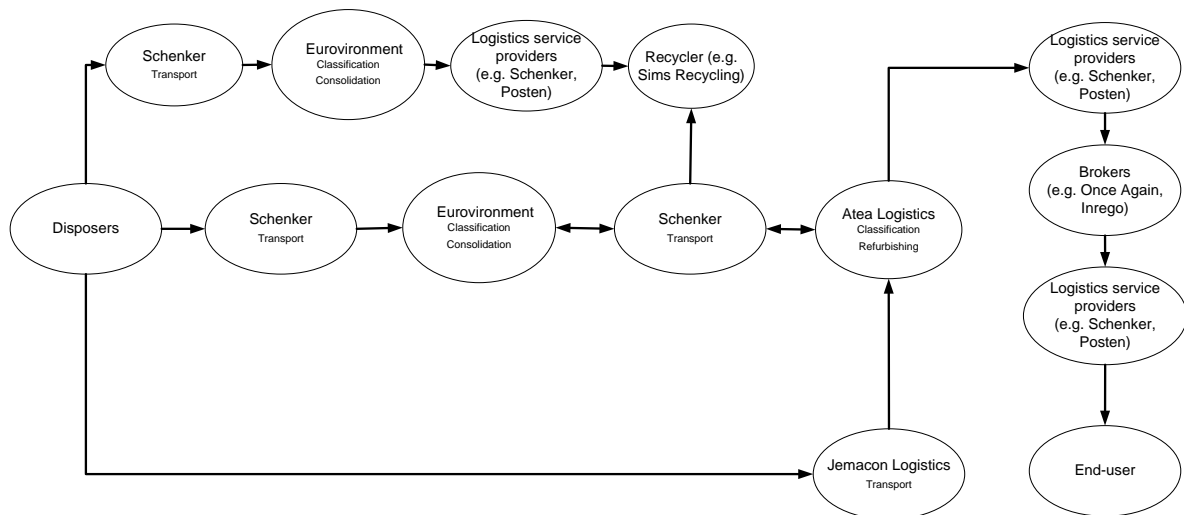 Schenker
Transport
Eurovironment
Classification
Consolidation
Logistics service
providers
(e.g. Schenker,
Posten)
Recycler (e.g.
Sims Recycling)
Logistics service
providers
(e.g. Schenker,
Posten)
Disposers
Schenker
Transport
Eurovironment
Classification
Consolidation
Schenker
Transport
Atea Logistics
Classification
Refurbishing
Brokers
(e.g. Once Again,
Inrego)
Logistics service
providers
(e.g. Schenker,
Posten)
Jemacon Logistics
Transport
End-user